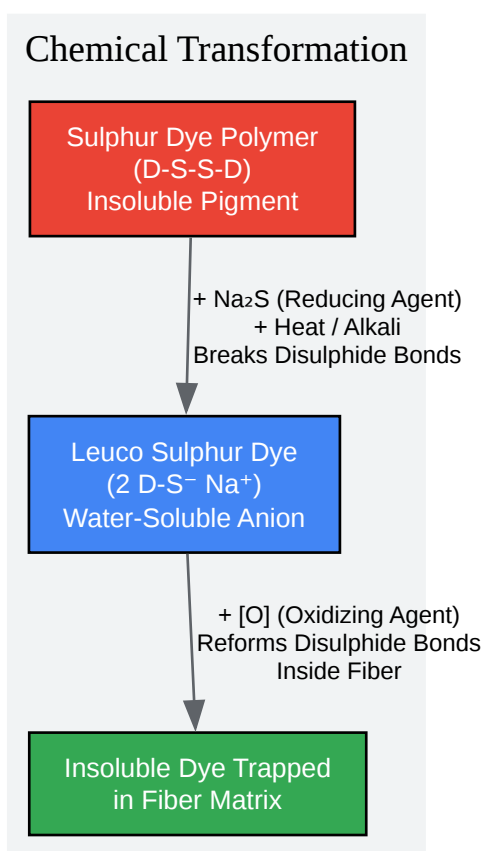 Chemical Transformation
Sulphur Dye Polymer
(D-S-S-D)
Insoluble Pigment
+ Na₂S (Reducing Agent)
+ Heat / Alkali
Breaks Disulphide Bonds
Leuco Sulphur Dye
(2 D-S⁻ Na⁺)
Water-Soluble Anion
+ [O] (Oxidizing Agent)
Reforms Disulphide Bonds
Inside Fiber
Insoluble Dye Trapped
in Fiber Matrix